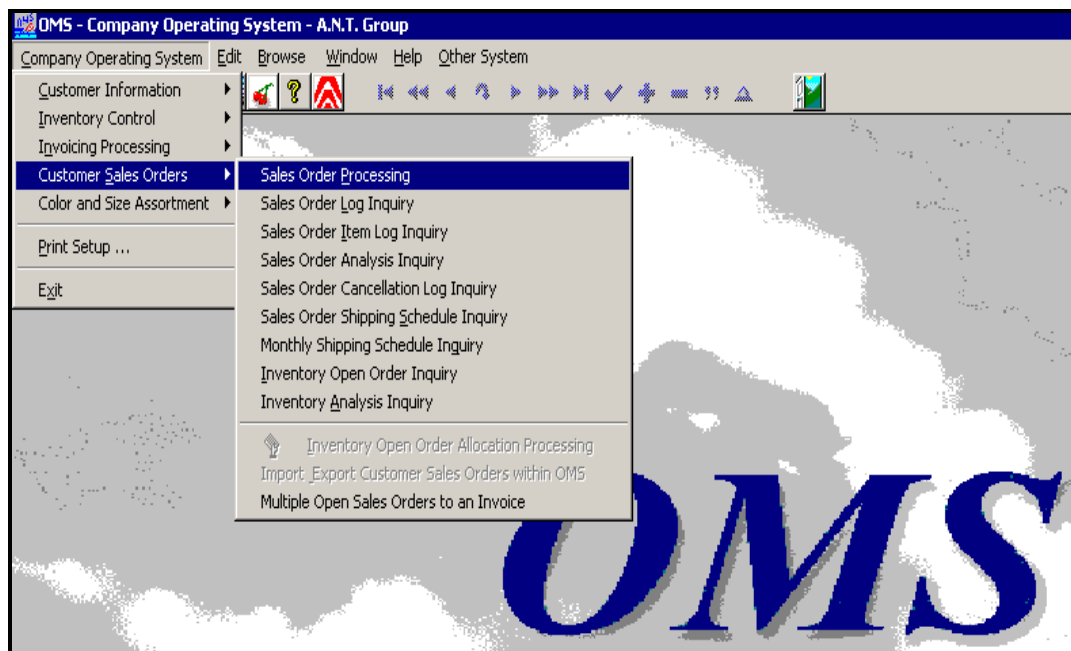 OMS - Company Operating System - A.N.T. Group
Company Operating System Edit Browse Window Help Other System
Customer Information
Inventory Control
Invoicing Processing
Customer Sales Orders
Color and Size Assortment
Print Setup ...
Exit
Sales Order Processing
Sales Order Log Inquiry
Sales Order Item Log Inquiry
Sales Order Analysis Inquiry
Sales Order Cancellation Log Inquiry
Sales Order Shipping Schedule Inquiry
Monthly Shipping Schedule Inquiry
Inventory Open Order Inquiry
Inventory Analysis Inquiry
Inventory Open Order Allocation Processing
Import Export Customer Sales Orders within OMS
Multiple Open Sales Orders to an Invoice
OMS